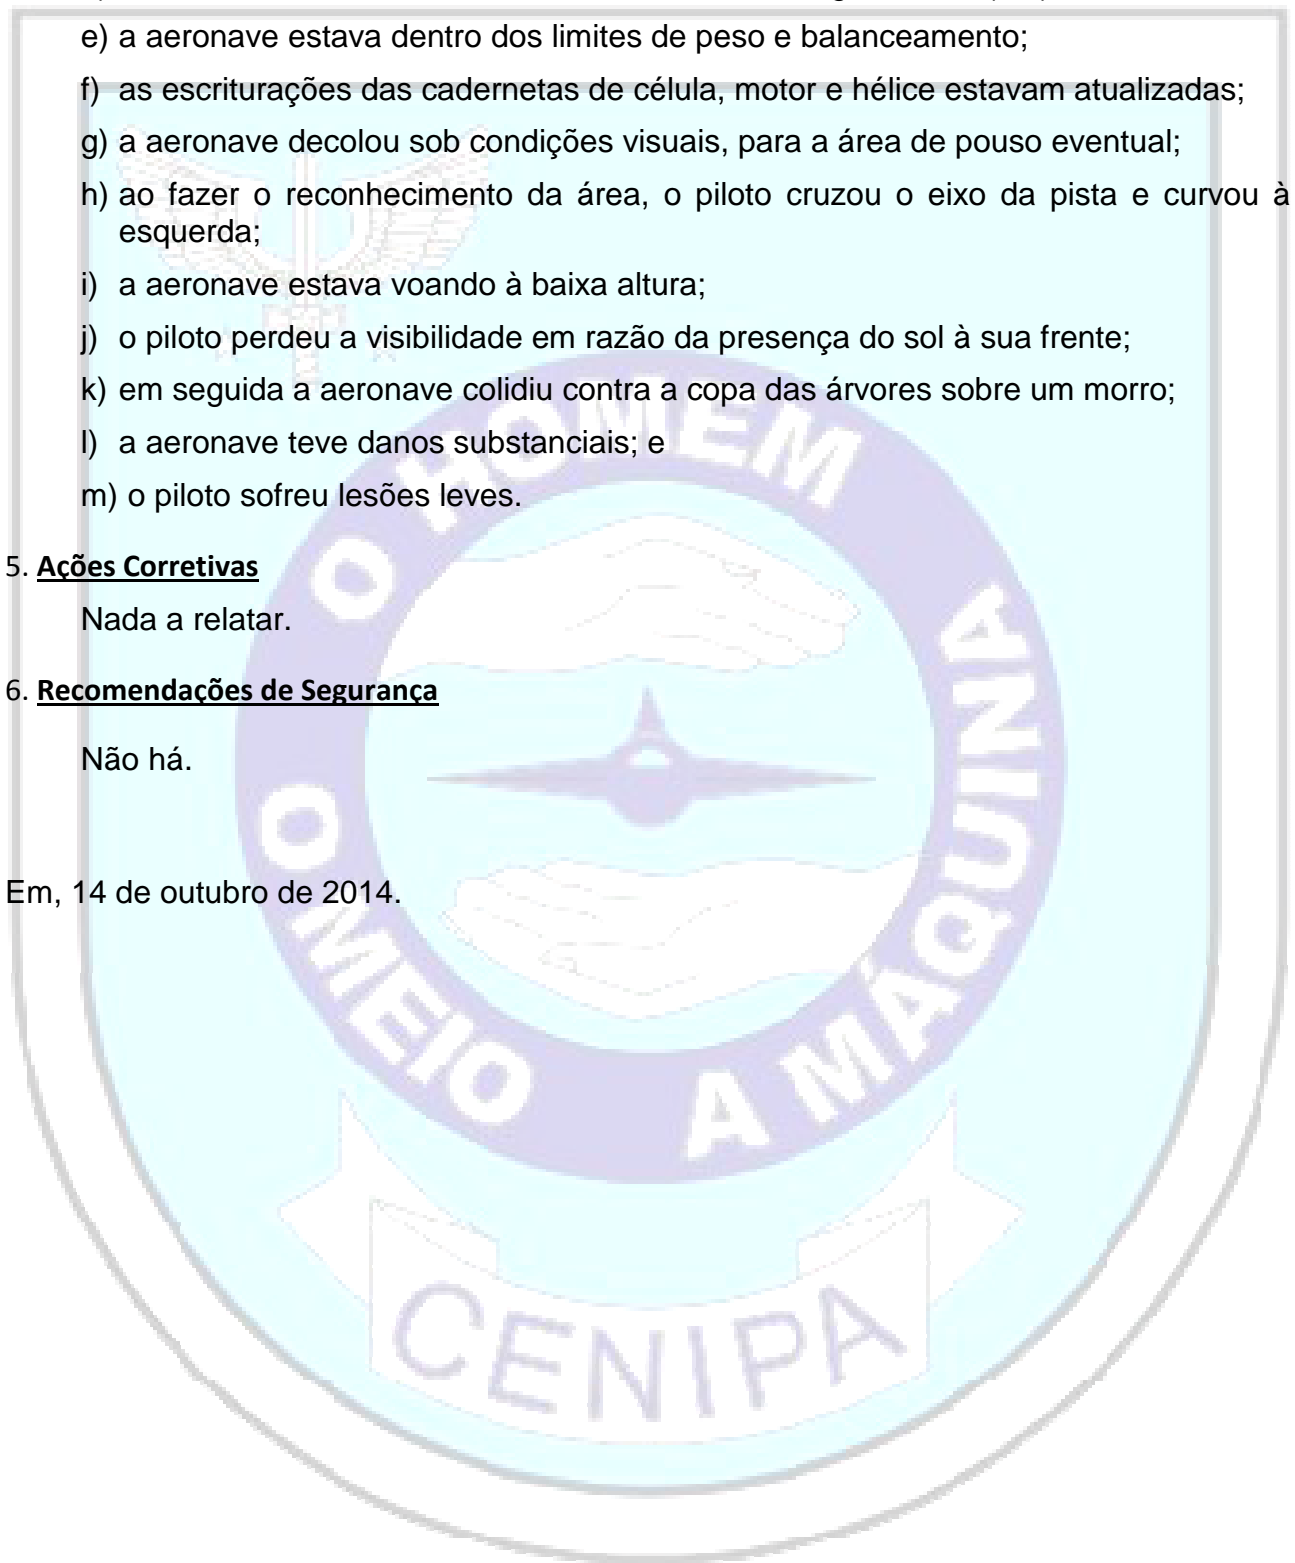 e) a aeronave estava dentro dos limites de peso e balanceamento;
f) as escriturações das cadernetas de célula, motor e hélice estavam atualizadas;
g) a aeronave decolou sob condições visuais, para a área de pouso eventual;
h) ao fazer o reconhecimento da área, o piloto cruzou o eixo da pista e curvou à
esquerda;
i) a aeronave estava voando à baixa altura;
j) o piloto perdeu a visibilidade em razão da presença do sol à sua frente;
k) em seguida a aeronave colidiu contra a copa das árvores sobre um morro;
l) a aeronave teve danos substanciais; e
m) o piloto sofreu lesões leves.
5. Ações Corretivas
Nada a relatar.
6. Recomendações de Segurança
Não há.
Em, 14 de outubro de 2014.
O HOMEM
A MÁQUINA
O MEIO
CENIPA